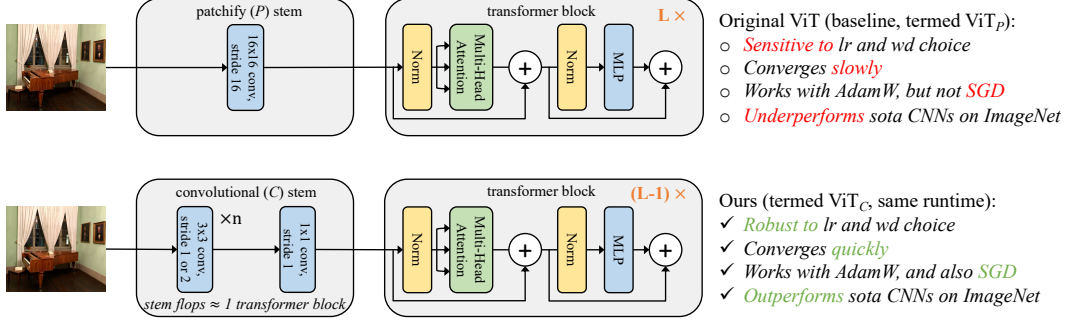 patchify (P) stem
16x16 conv,
stride 16
transformer block
L ×
Norm
Multi-Head
Attention
+
Norm
MLP
+
Original ViT (baseline, termed ViT_P):
○ Sensitive to lr and wd choice
○ Converges slowly
○ Works with AdamW, but not SGD
○ Underperforms sota CNNs on ImageNet
convolutional (C) stem
3x3 conv,
stride 1 or 2
×n
1x1 conv,
stride 1
stem flops ≈ 1 transformer block
transformer block
(L-1) ×
Norm
Multi-Head
Attention
+
Norm
MLP
+
Ours (termed ViT_C, same runtime):
✓ Robust to lr and wd choice
✓ Converges quickly
✓ Works with AdamW, and also SGD
✓ Outperforms sota CNNs on ImageNet